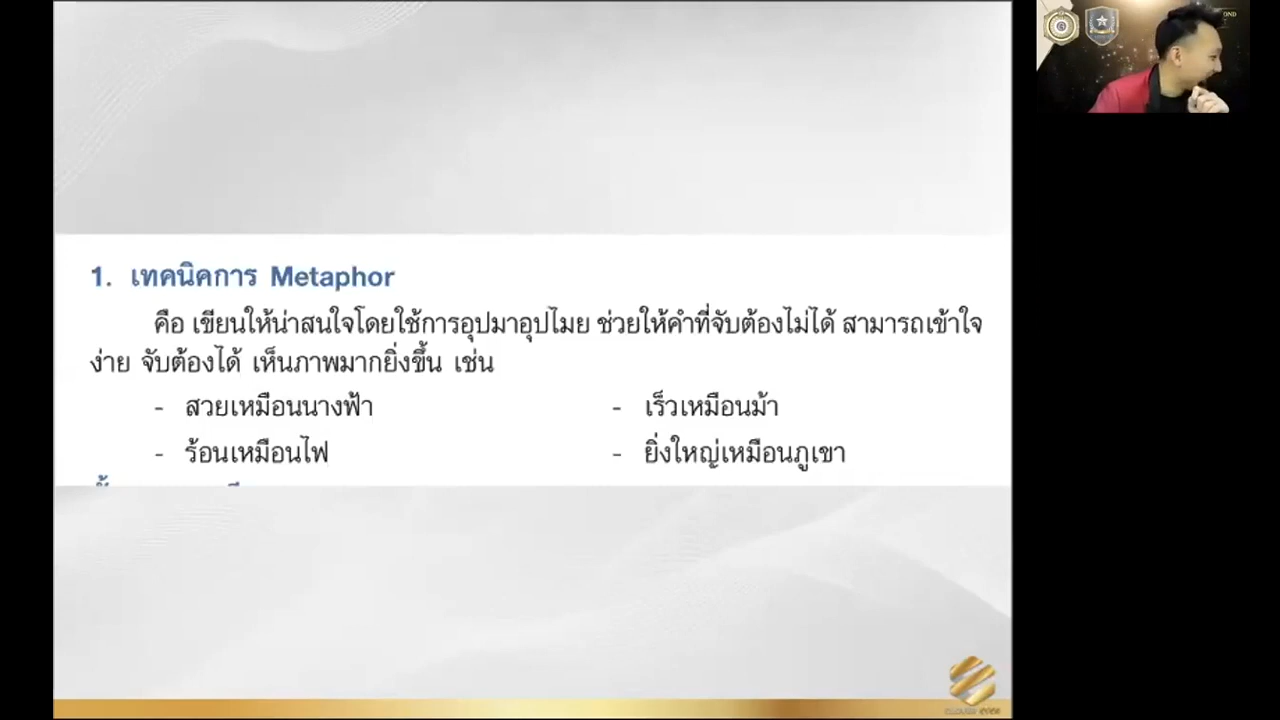 1. เทคนิคการ Metaphor
คือ เขียนให้น่าสนใจโดยใช้การอุปมาอุปไมย ช่วยให้คำที่จับต้องไม่ได้ สามารถเข้าใจ
ง่าย จับต้องได้ เห็นภาพมากยิ่งขึ้น เช่น
- สวยเหมือนนางฟ้า
- เร็วเหมือนม้า
- ร้อนเหมือนไฟ
- ยิ่งใหญ่เหมือนภูเขา